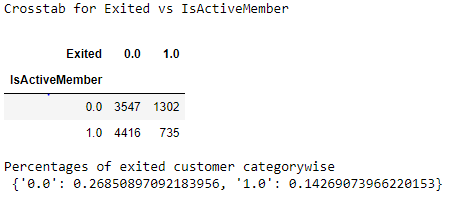 Crosstab for Exited vs IsActiveMember
Exited 0.0 1.0
IsActiveMember
0.0 3547 1302
1.0 4416 735
Percentages of exited customer categorywise
{'0.0': 0.26850897092183956, '1.0': 0.14269073966220153}